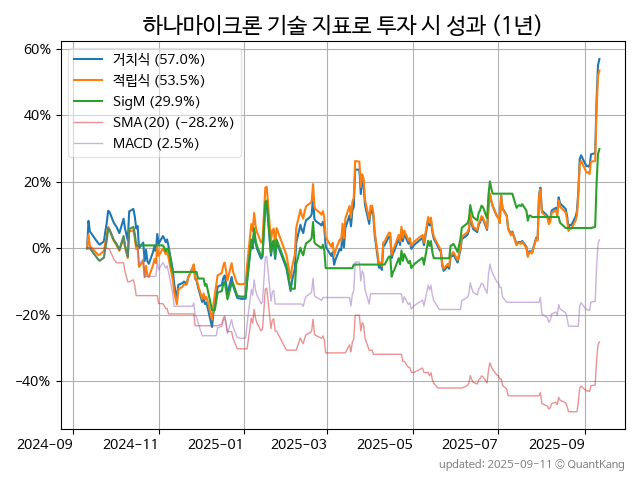 하나마이크론 기술 지표로 투자 시 성과 (1년)
60%
40%
20%
0%
−20%
−40%
거치식 (57.0%)
적립식 (53.5%)
SigM (29.9%)
SMA(20) (−28.2%)
MACD (2.5%)
2024-09 2024-11 2025-01 2025-03 2025-05 2025-07 2025-09
updated: 2025-09-11 © QuantKang